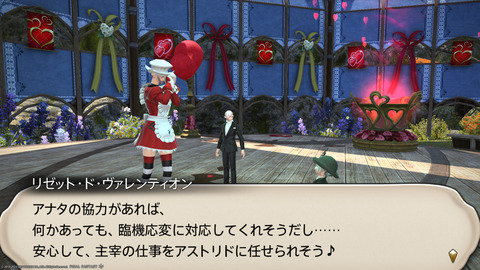 リゼット・ド・ヴァレンティオン
アナタの協力があれば、
何かあっても、臨機応変に対応してくれそうだし……
安心して、主宰の仕事をアストリドに任せられそう♪